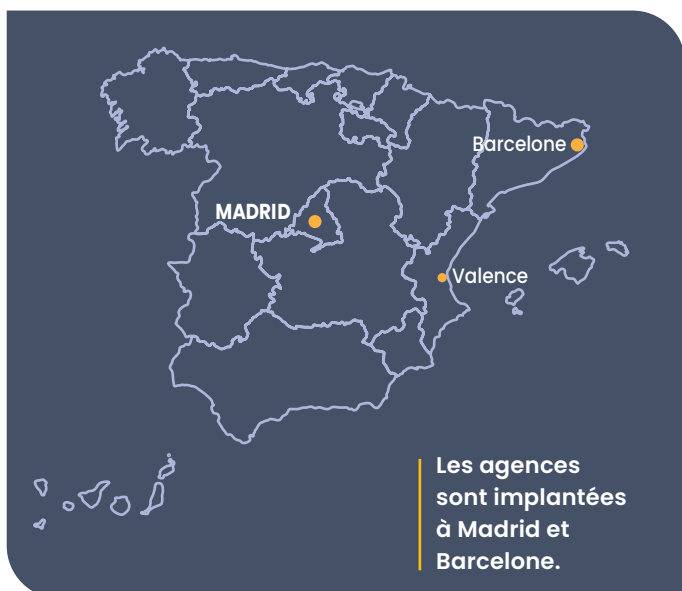 Barcelone
MADRID
Valence
Les agences
sont implantées
à Madrid et
Barcelone.